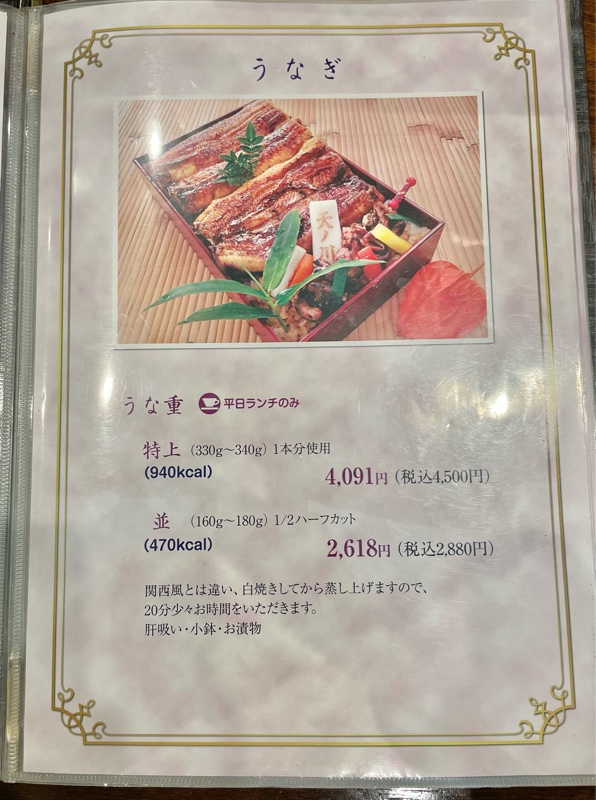 うなぎ
天ノ川
うな重 平日ランチのみ
特上 (330g〜340g) 1本分使用
(940kcal)
4,091円 (税込4,500円)
並 (160g〜180g) 1/2ハーフカット
(470kcal)
2,618円 (税込2,880円)
関西風とは違い、白焼きしてから蒸し上げますので、
20分少々お時間をいただきます。
肝吸い・小鉢・お漬物